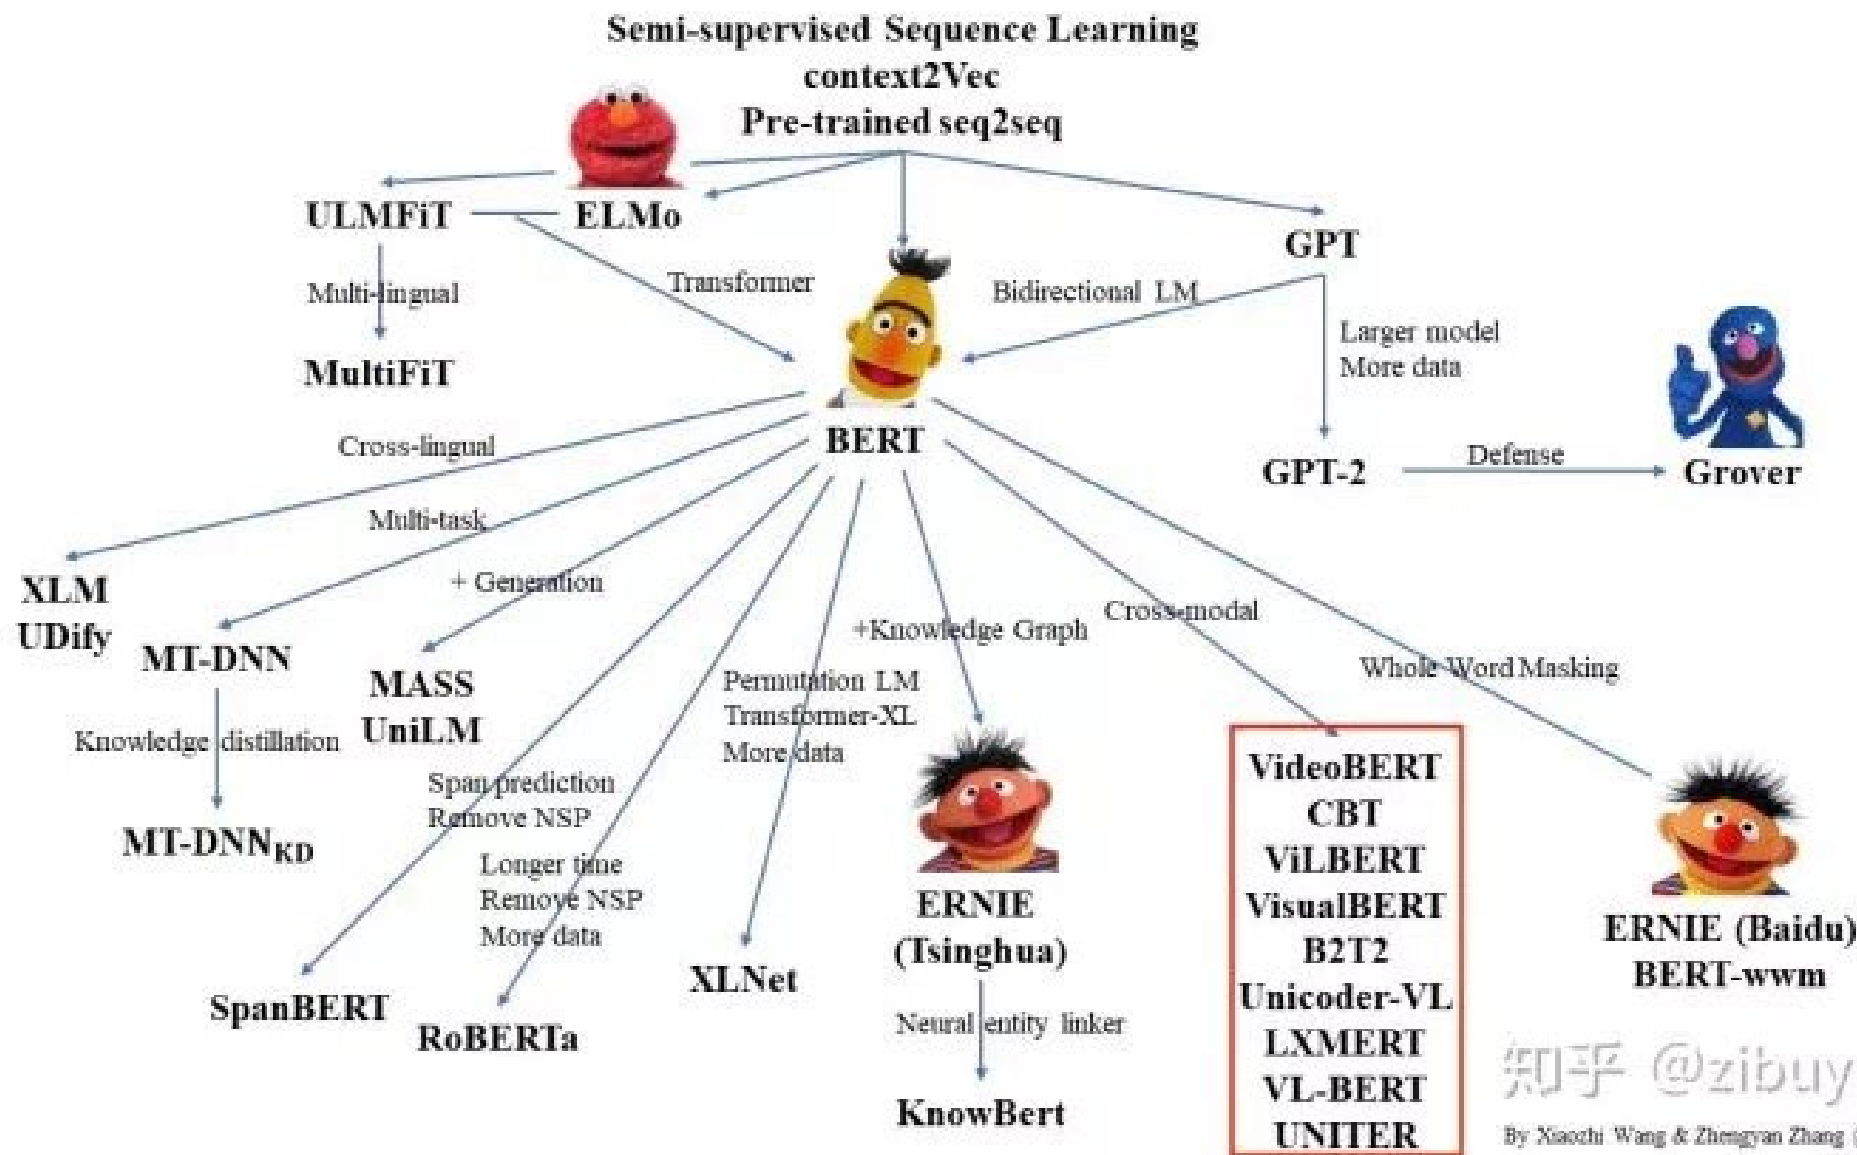 Semi-supervised Sequence Learning
context2Vec
Pre-trained seq2seq
ULMFiT
ELMo
GPT
Multi-lingual
Transformer
Bidirectional LM
Larger model
More data
MultiFiT
BERT
Cross-lingual
GPT-2
Defense
Grover
Multi-task
+ Generation
XLM
UDify
MT-DNN
MASS
UniLM
+Knowledge Graph
Cross-modal
Whole Word Masking
Permutation LM
Transformer-XL
More data
Knowledge distillation
Span prediction
Remove NSP
MT-DNNKD
Longer time
Remove NSP
More data
VideoBERT
CBT
ViLBERT
VisualBERT
B2T2
Unicoder-VL
LXMERT
VL-BERT
UNITER
ERNIE
(Tsinghua)
ERNIE (Baidu)
BERT-wwm
SpanBERT
RoBERTa
XLNet
Neural entity linker
KnowBert
知乎 @zibuy
By Xiaozhi Wang & Zhengyan Zhang